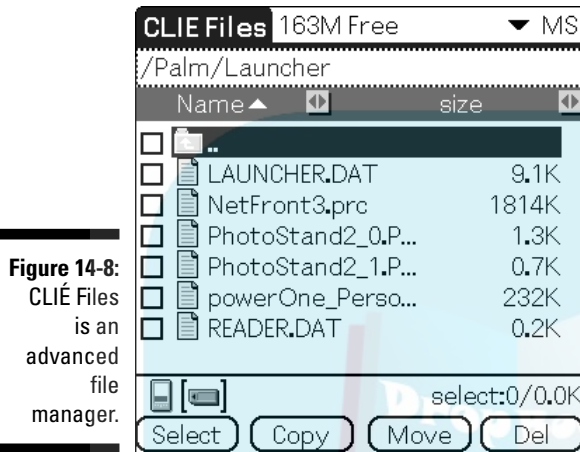 CLIE Files 163M Free MS
/Palm/Launcher
Name size
..
LAUNCHER.DAT 9.1K
NetFront3.prc 1814K
PhotoStand2_0.P... 1.3K
PhotoStand2_1.P... 0.7K
powerOne_Perso... 232K
READER.DAT 0.2K
select:0/0.0K
Select Copy Move Del
Figure 14-8:
CLIÉ Files
is an
advanced
file
manager.